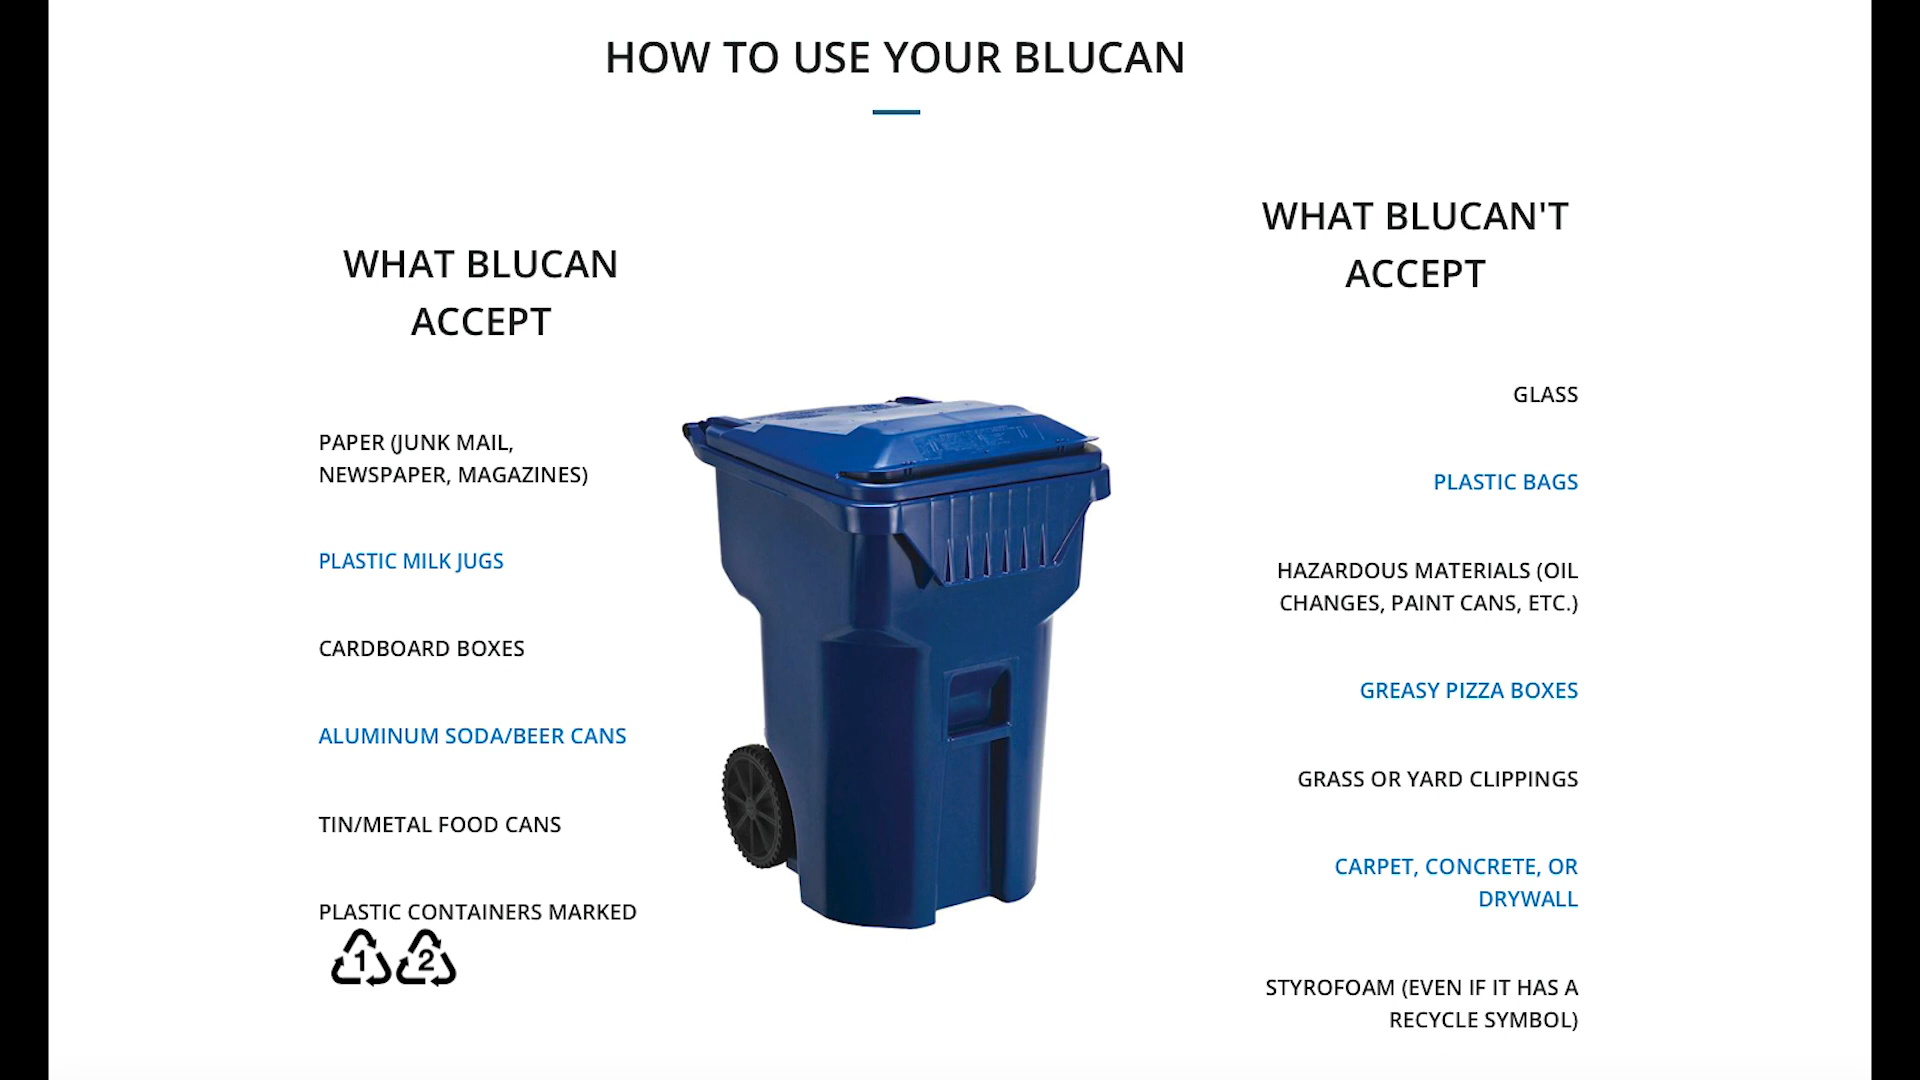 HOW TO USE YOUR BLUCAN
WHAT BLUCAN
ACCEPT
PAPER (JUNK MAIL,
NEWSPAPER, MAGAZINES)
PLASTIC MILK JUGS
CARDBOARD BOXES
ALUMINUM SODA/BEER CANS
TIN/METAL FOOD CANS
PLASTIC CONTAINERS MARKED
1 2
WHAT BLUCAN'T
ACCEPT
GLASS
PLASTIC BAGS
HAZARDOUS MATERIALS (OIL
CHANGES, PAINT CANS, ETC.)
GREASY PIZZA BOXES
GRASS OR YARD CLIPPINGS
CARPET, CONCRETE, OR
DRYWALL
STYROFOAM (EVEN IF IT HAS A
RECYCLE SYMBOL)